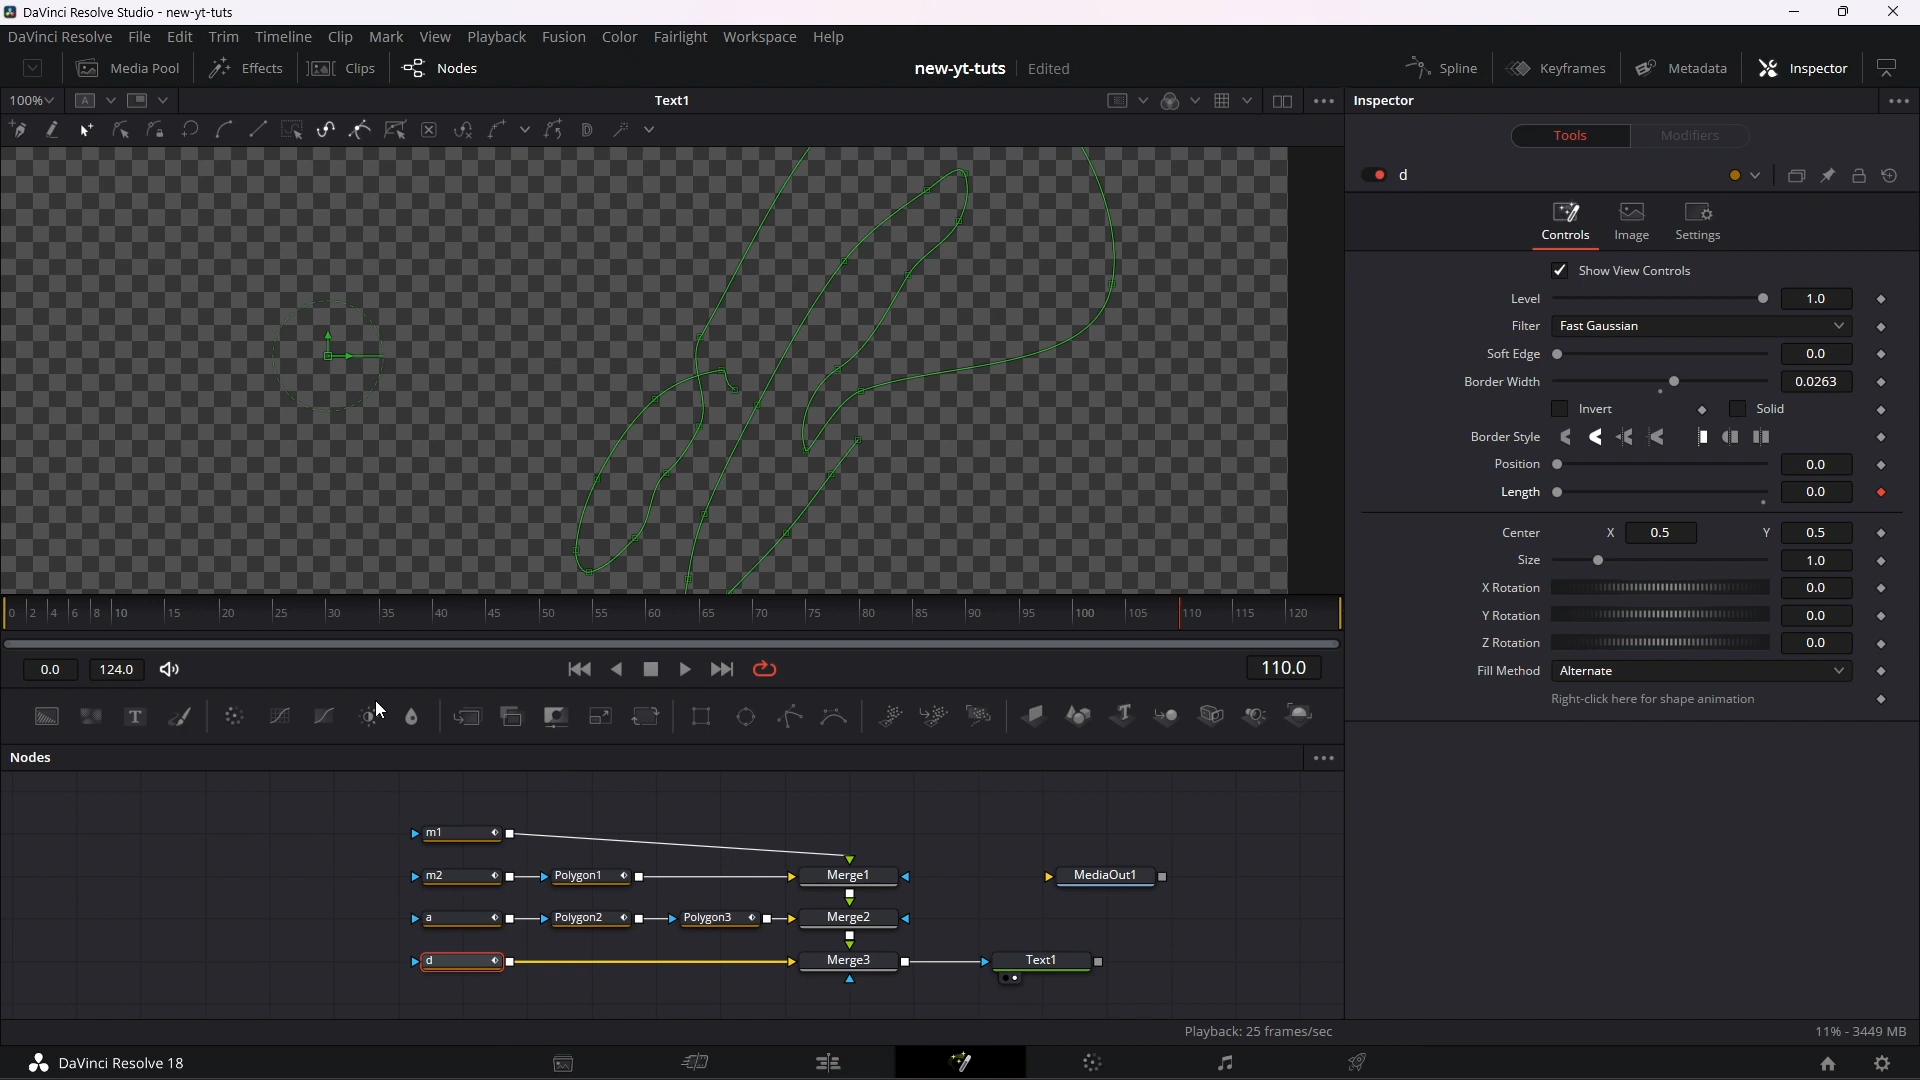 DaVinci Resolve Studio - new-yt-tuts
DaVinci Resolve File Edit Trim Timeline Clip Mark View Playback Fusion Color Fairlight Workspace Help
Media Pool Effects Clips Nodes new-yt-tuts Edited Spline Keyframes Metadata Inspector
100% A Text1 Inspector
D
Tools Modifiers
d
Controls Image Settings
Show View Controls
Level 1.0
Filter Fast Gaussian
Soft Edge 0.0
Border Width 0.0263
Invert Solid
Border Style
Position 0.0
Length 0.0
Center X 0.5 Y 0.5
Size 1.0
X Rotation 0.0
Y Rotation 0.0
Z Rotation 0.0
Fill Method Alternate
Right-click here for shape animation
0 2 4 6 8 10 15 20 25 30 35 40 45 50 55 60 65 70 75 80 85 90 95 100 105 110 115 120
0.0 124.0 110.0
T
Nodes
m1
m2 Polygon1 Merge1 MediaOut1
a Polygon2 Polygon3 Merge2
d Merge3 Text1
Playback: 25 frames/sec 11% - 3449 MB
DaVinci Resolve 18